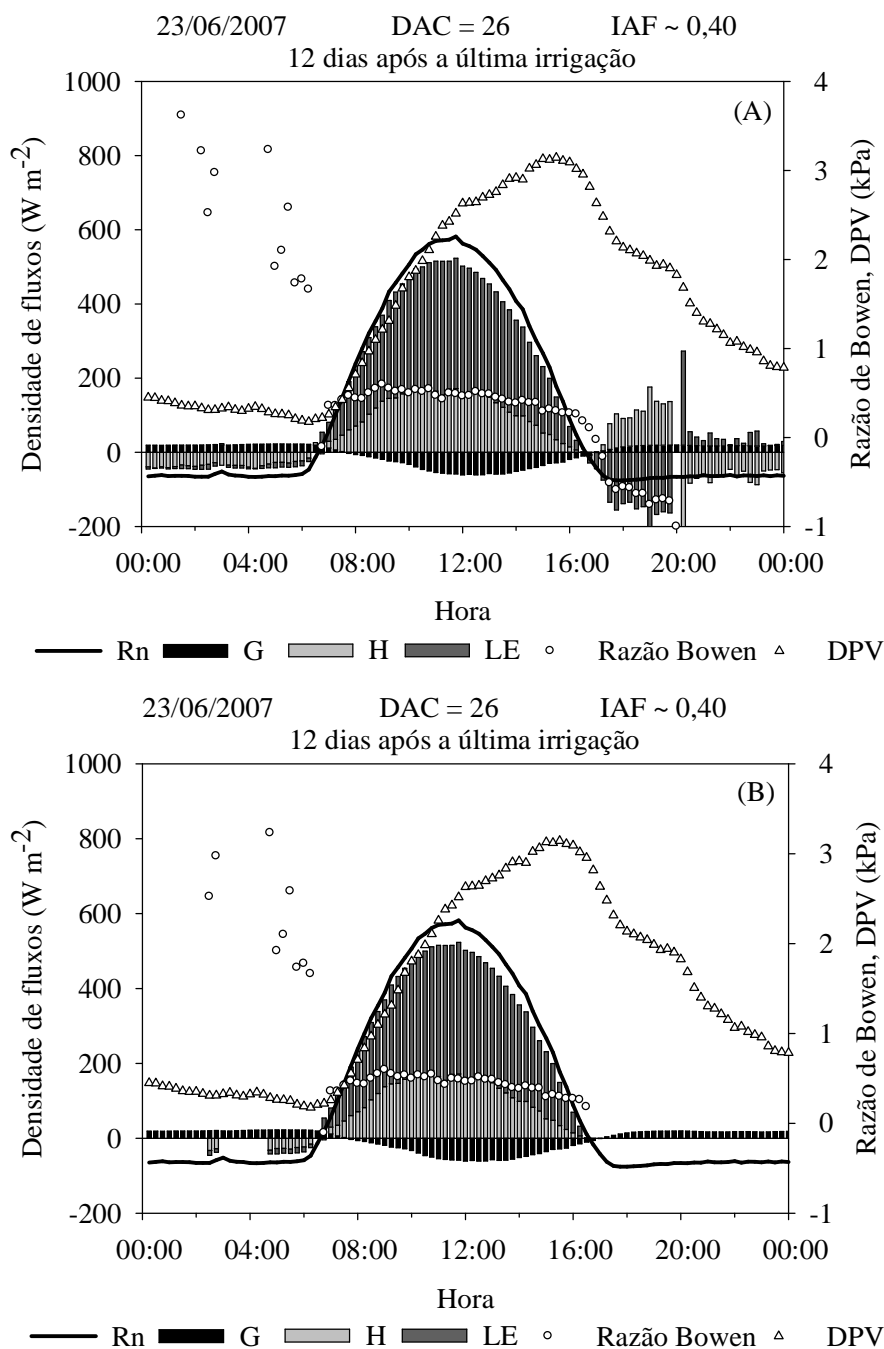 23/06/2007 DAC = 26 IAF ~ 0,40
12 dias após a última irrigação
(A)
Densidade de fluxos (W m-2)
1000
800
600
400
200
0
-200
4
3
2
1
0
-1
Razão de Bowen, DPV (kPa)
00:00 04:00 08:00 12:00 16:00 20:00 00:00
Hora
Rn G H LE Razão Bowen DPV
23/06/2007 DAC = 26 IAF ~ 0,40
12 dias após a última irrigação
(B)
Densidade de fluxos (W m-2)
1000
800
600
400
200
0
-200
4
3
2
1
0
-1
Razão de Bowen, DPV (kPa)
00:00 04:00 08:00 12:00 16:00 20:00 00:00
Hora
Rn G H LE Razão Bowen DPV